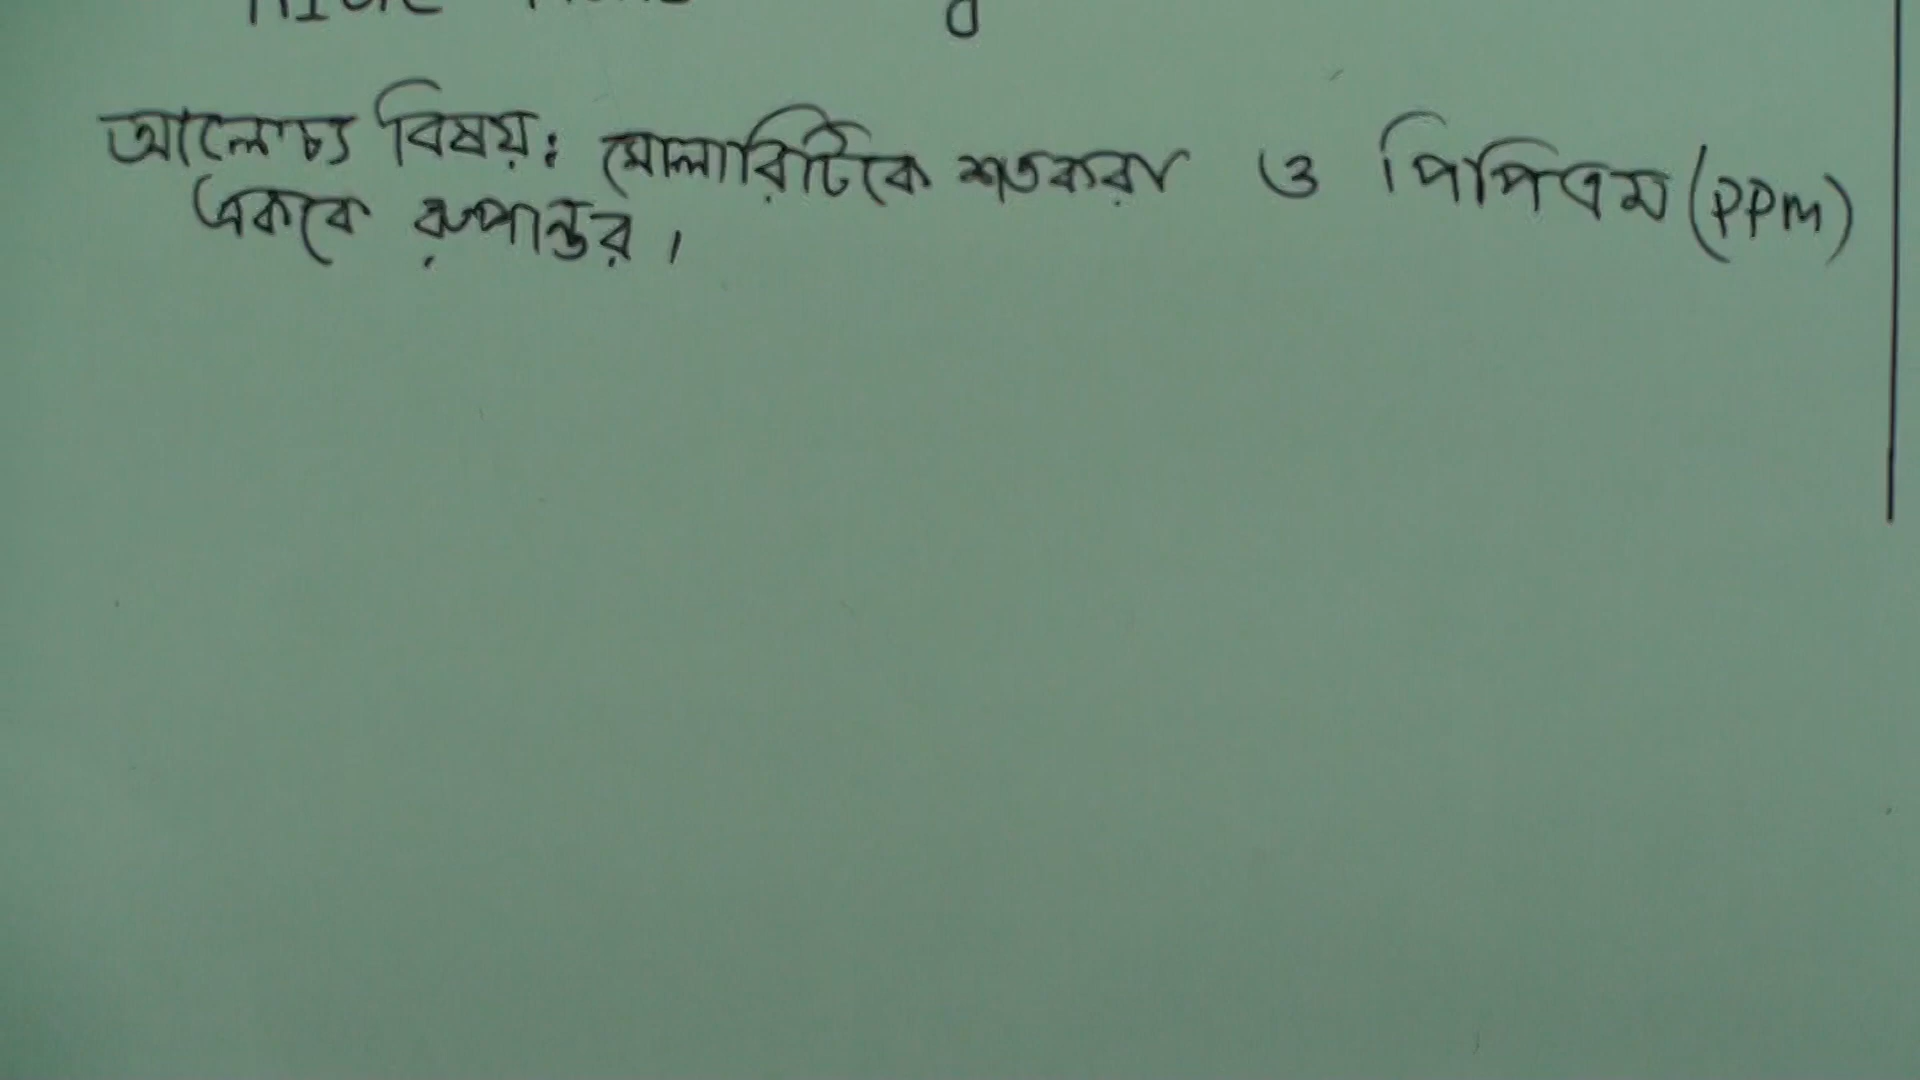 আলোচ্য বিষয়: মোলারিটিকে শতকরা ও পিপিএম (PPM)
এককে রুপান্তর।